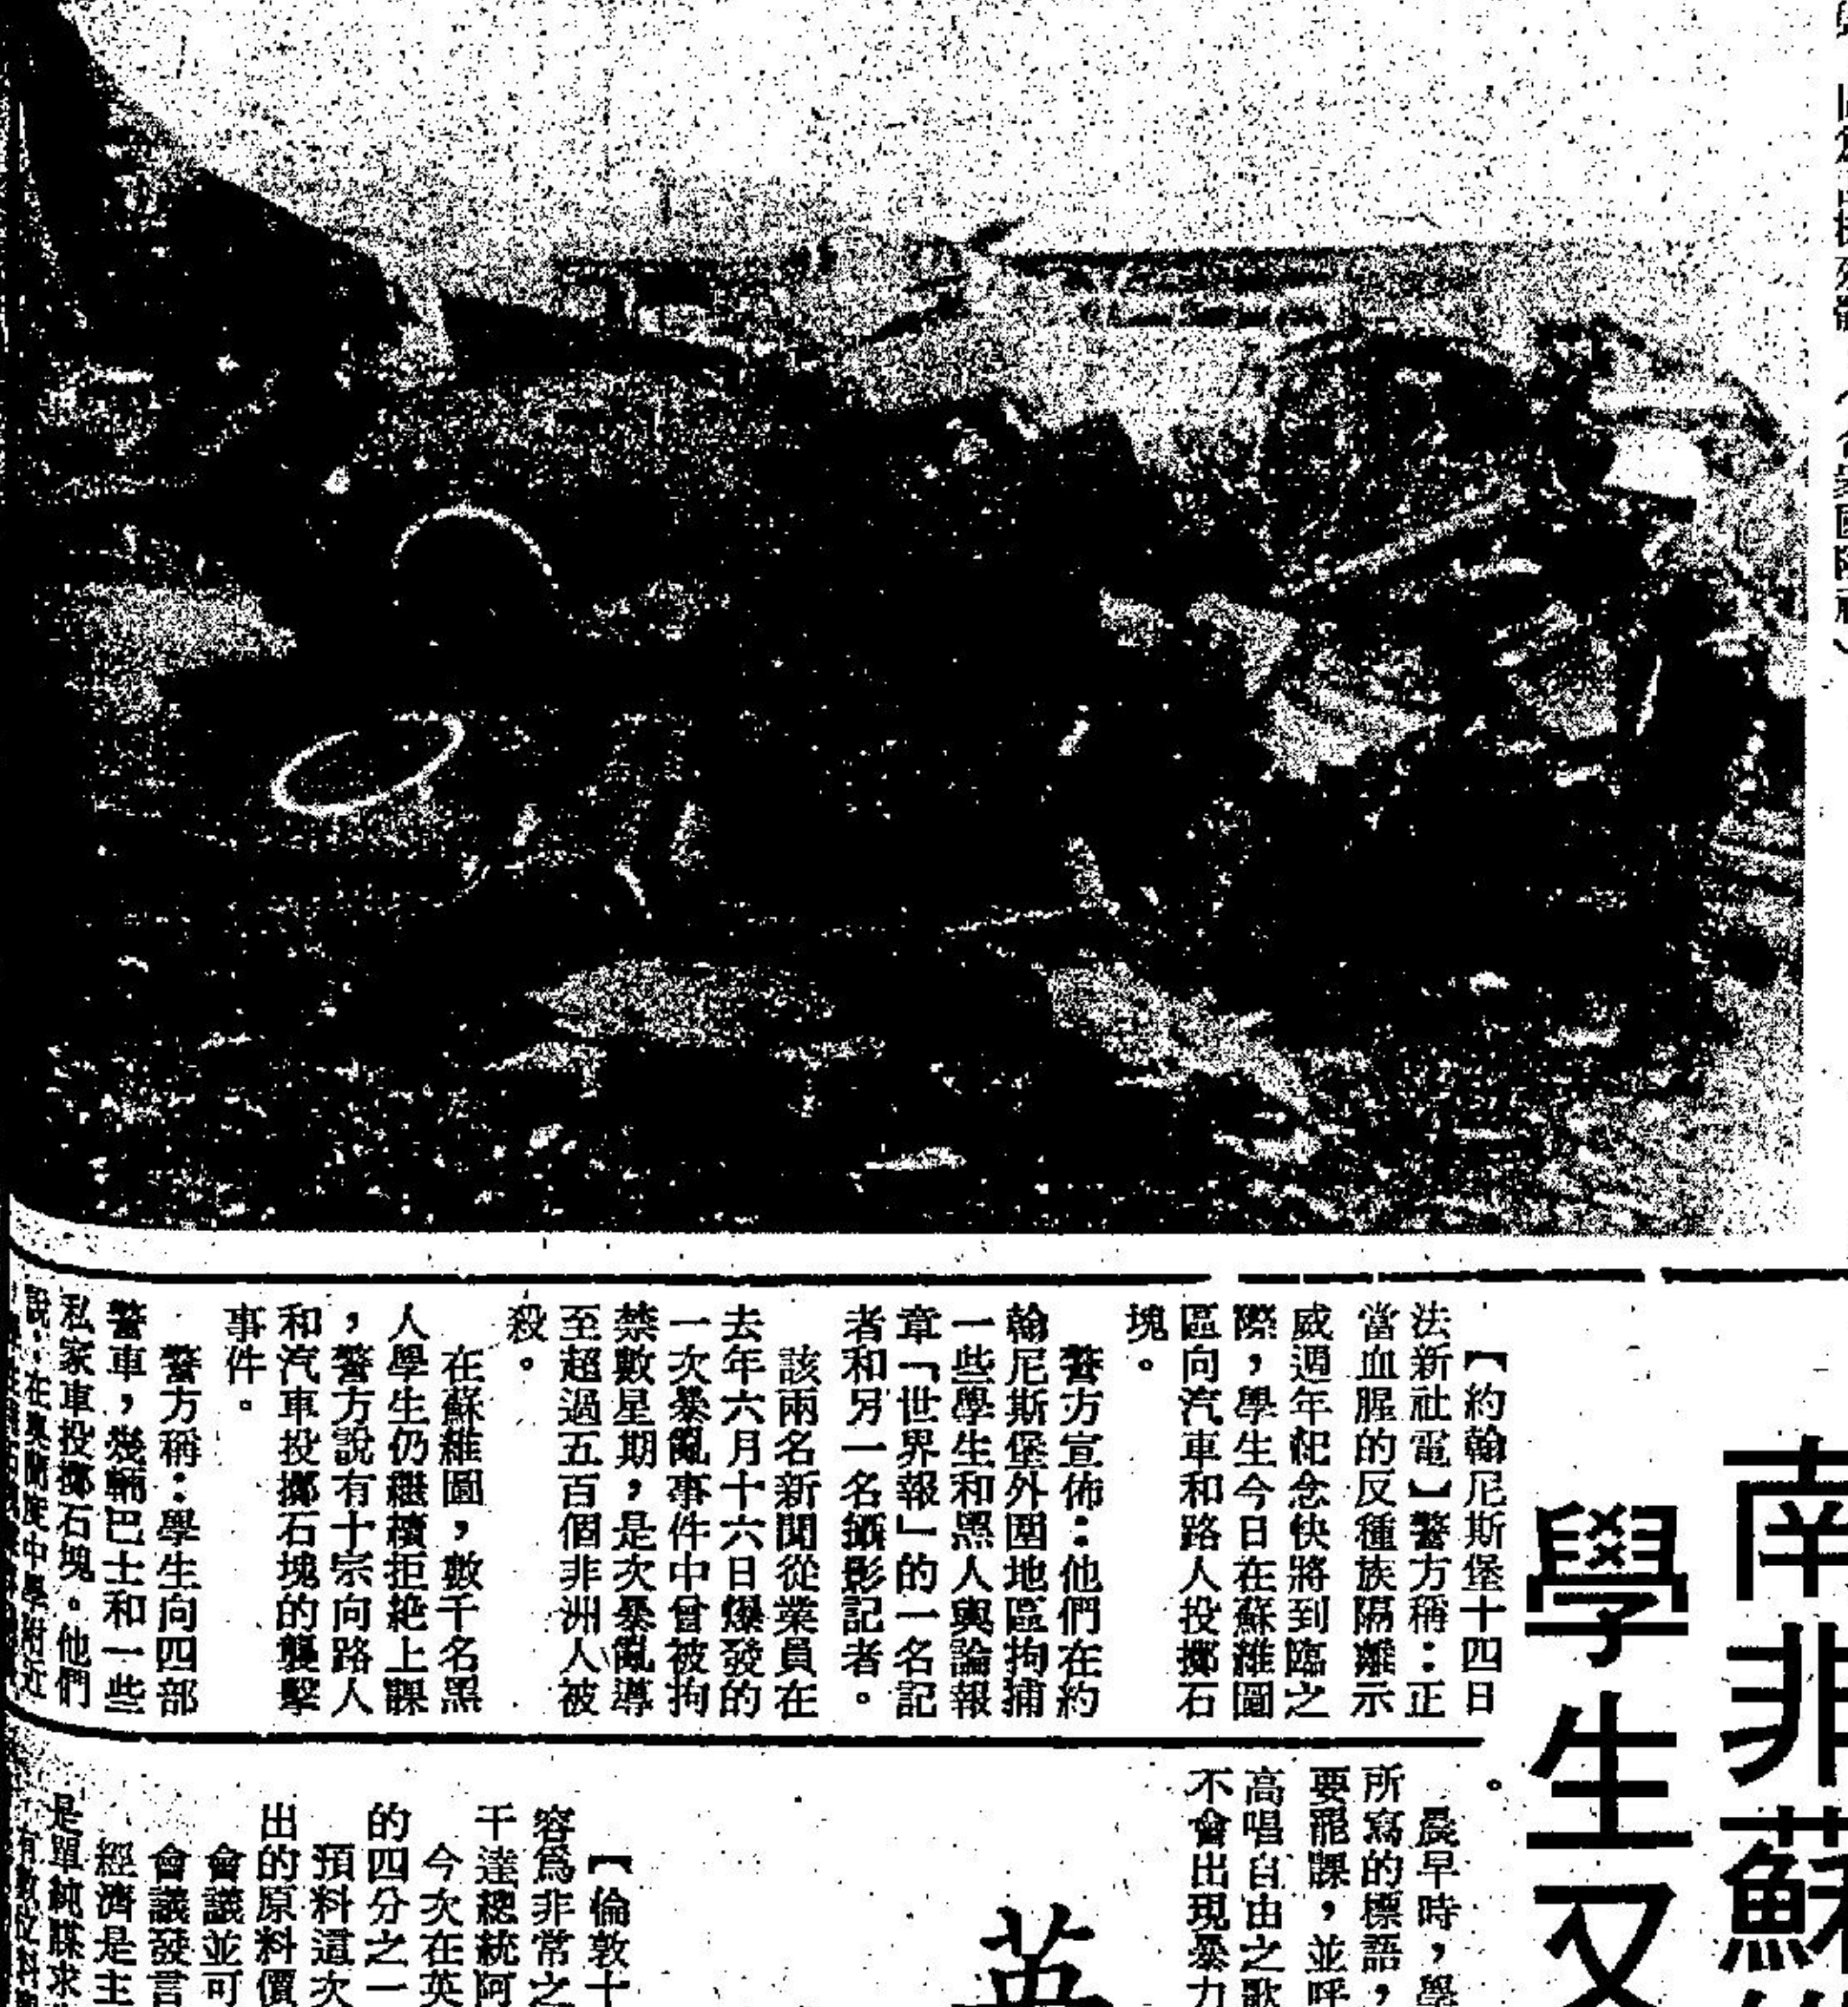 南非蘇
學生又
【約翰尼斯堡十四日
法新社電】警方稱：正
當血腥的反種族隔離示
威週年紀念快將到臨之
際，學生今日在蘇維圖
區向汽車和路人投擲石
塊。
警方宣佈：他們在約
翰尼斯堡外圍地區拘捕
一些學生和黑人輿論報
章「世界報」的一名記
者和另一名攝影記者。
該兩名新聞從業員在
去年六月十六日爆發的
一次暴亂事件中曾被拘
禁數星期，是次暴亂導
至超過五百個非洲人被
殺。
在蘇維圖，數千名黑
人學生仍繼續拒絶上課
，警方說有十宗向路人
和汽車投擲石塊的襲擊
事件。
警方稱：學生向四部
警車，幾輛巴士和一些
私家車投擲石塊。他們
說：在奧蘭度中學附近
。
晨早時，學
所寫的標語，
要罷課，並呼
高唱自由之歌
不會出現暴力
英
【倫敦十
容爲非常之
千達總統阿
今次在英
的四分之一
預料這次
出的原料價
會議並可
會議發言
經濟是主
是單純謀求